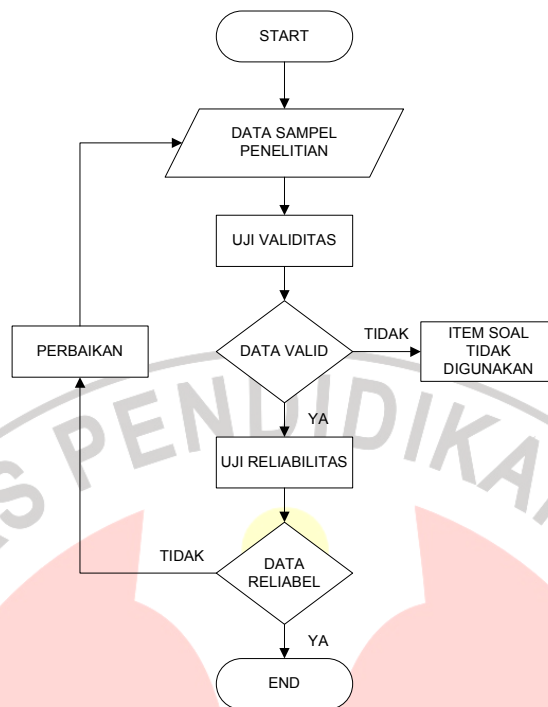 START
DATA SAMPEL
PENELITIAN
UJI VALIDITAS
PERBAIKAN
DATA VALID
TIDAK
ITEM SOAL
TIDAK
DIGUNAKAN
YA
UJI RELIABILITAS
TIDAK
DATA
RELIABEL
YA
END
S PENDIDIKA